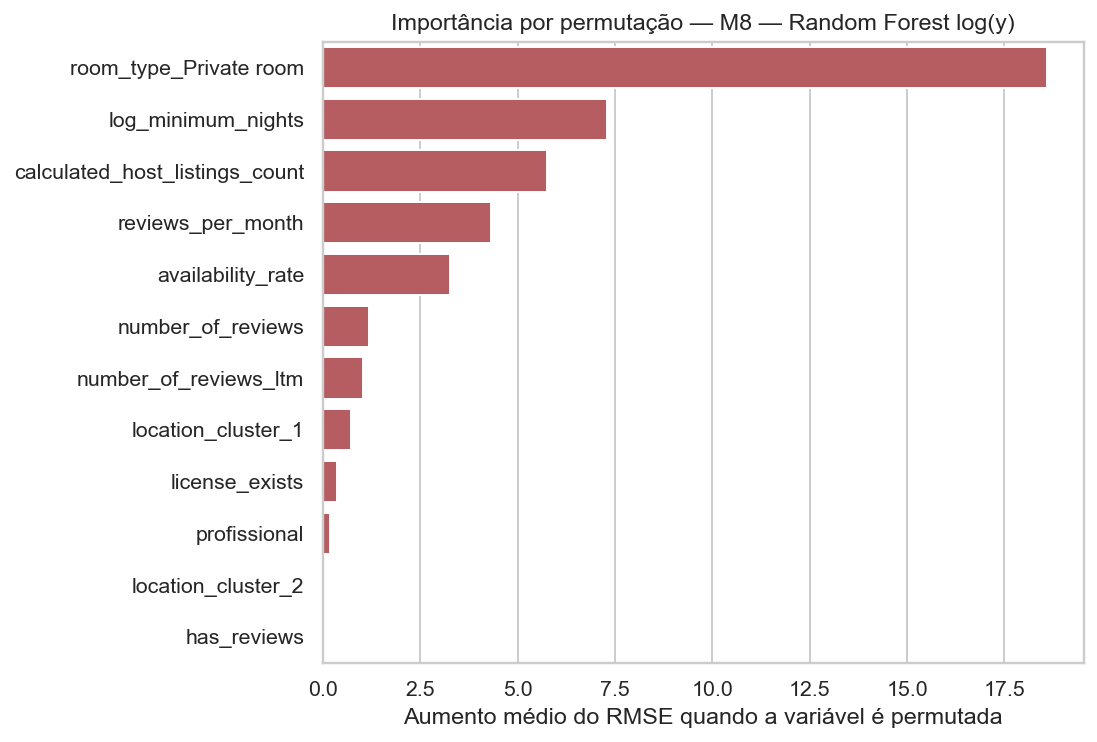 Importância por permutação — M8 — Random Forest log(y)
room_type_Private room
log_minimum_nights
calculated_host_listings_count
reviews_per_month
availability_rate
number_of_reviews
number_of_reviews_ltm
location_cluster_1
license_exists
profissional
location_cluster_2
has_reviews
0.0 2.5 5.0 7.5 10.0 12.5 15.0 17.5
Aumento médio do RMSE quando a variável é permutada